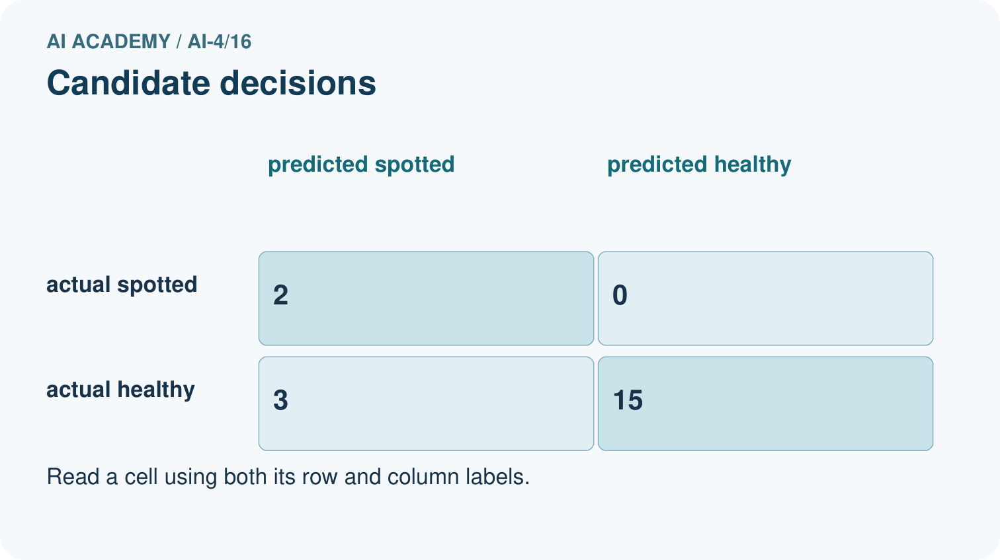 AI ACADEMY / AI-4/16
Candidate decisions
predicted spotted predicted healthy
actual spotted 2 0
actual healthy 3 15
Read a cell using both its row and column labels.